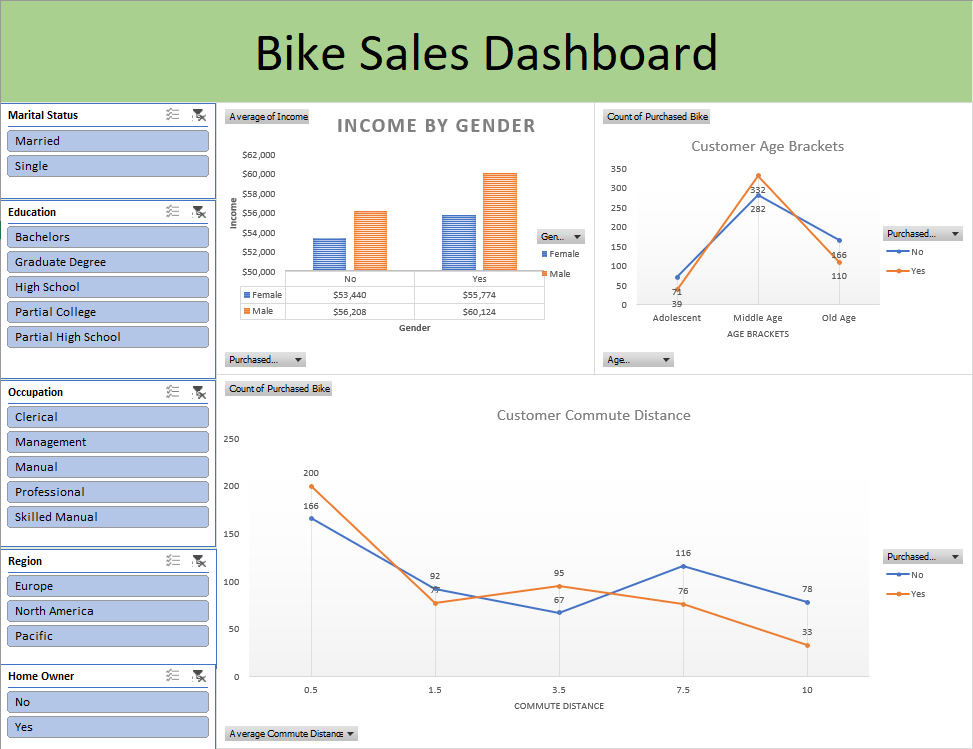 Bike Sales Dashboard
Marital Status
Married
Single
Education
Bachelors
Graduate Degree
High School
Partial College
Partial High School
Occupation
Clerical
Management
Manual
Professional
Skilled Manual
Region
Europe
North America
Pacific
Home Owner
No
Yes
Average of Income
INCOME BY GENDER
$62,000
$60,000
$58,000
$56,000
$54,000
$52,000
$50,000
Income
No Yes
Female $53,440 $55,774
Male $56,208 $60,124
Gender
Gen...
Female
Male
Purchased...
Count of Purchased Bike
Customer Age Brackets
350
300
250
200
150
100
50
0
332
282
166
110
71
39
Adolescent Middle Age Old Age
AGE BRACKETS
Purchased...
No
Yes
Age...
Count of Purchased Bike
Customer Commute Distance
250
200
150
100
50
0
200
166
92
77
95
67
116
76
78
33
0.5 1.5 3.5 7.5 10
COMMUTE DISTANCE
Purchased...
No
Yes
Average Commute Distance